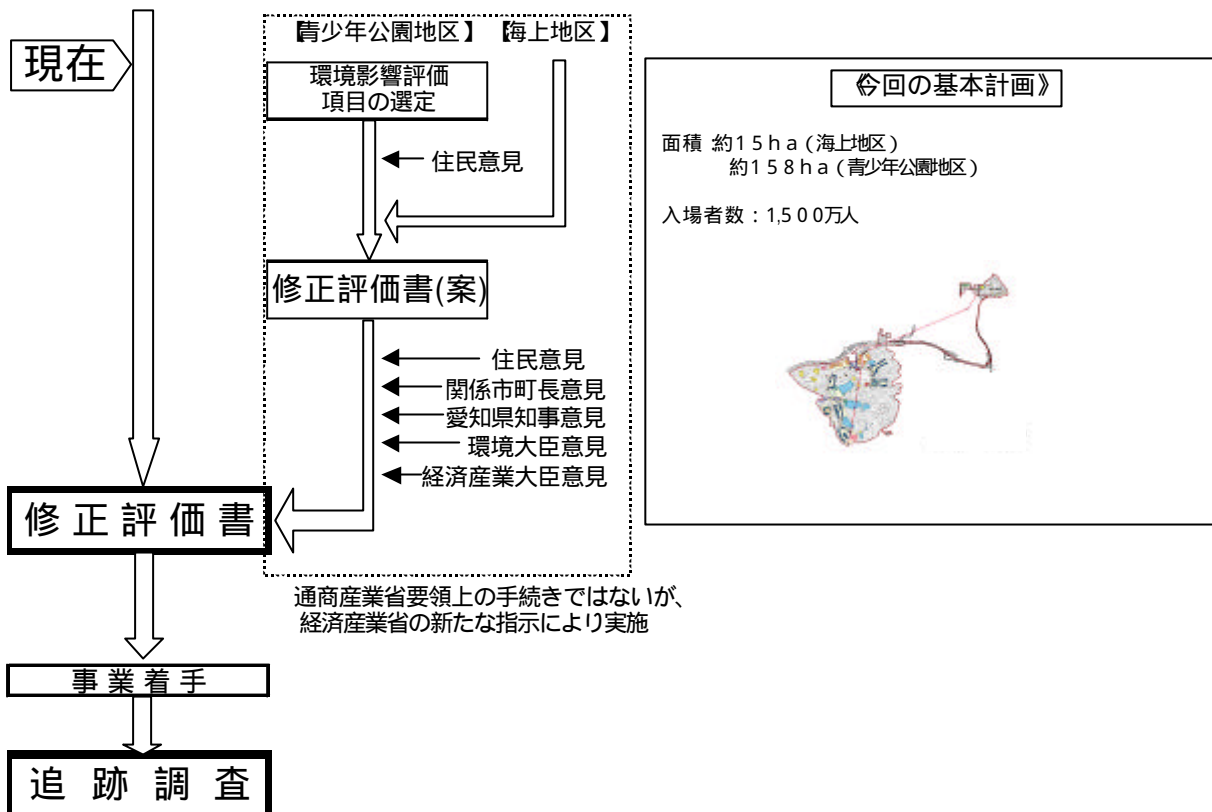 現在
【青少年公園地区】 【海上地区】
環境影響評価
項目の選定
住民意見
修正評価書(案)
住民意見
関係市町長意見
愛知県知事意見
環境大臣意見
経済産業大臣意見
修正評価書
通商産業省要領上の手続きではないが、
経済産業省の新たな指示により実施
事業着手
追跡調査
《今回の基本計画》
面積：約15ha（海上地区）
約158ha（青少年公園地区）
入場者数：1,500万人